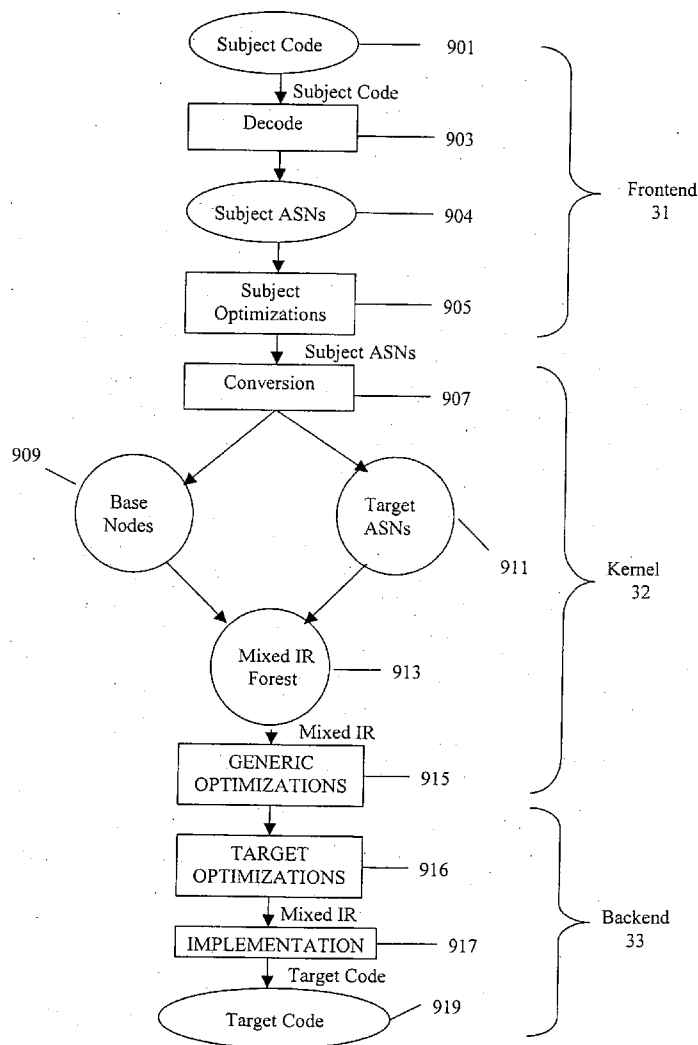 Subject Code
901
Subject Code
Decode
903
Subject ASNs
904
Frontend
31
Subject
Optimizations
905
Subject ASNs
Conversion
907
909
Base
Nodes
Target
ASNs
911
Kernel
32
Mixed IR
Forest
913
Mixed IR
GENERIC
OPTIMIZATIONS
915
TARGET
OPTIMIZATIONS
916
Mixed IR
IMPLEMENTATION
917
Backend
33
Target Code
Target Code
919